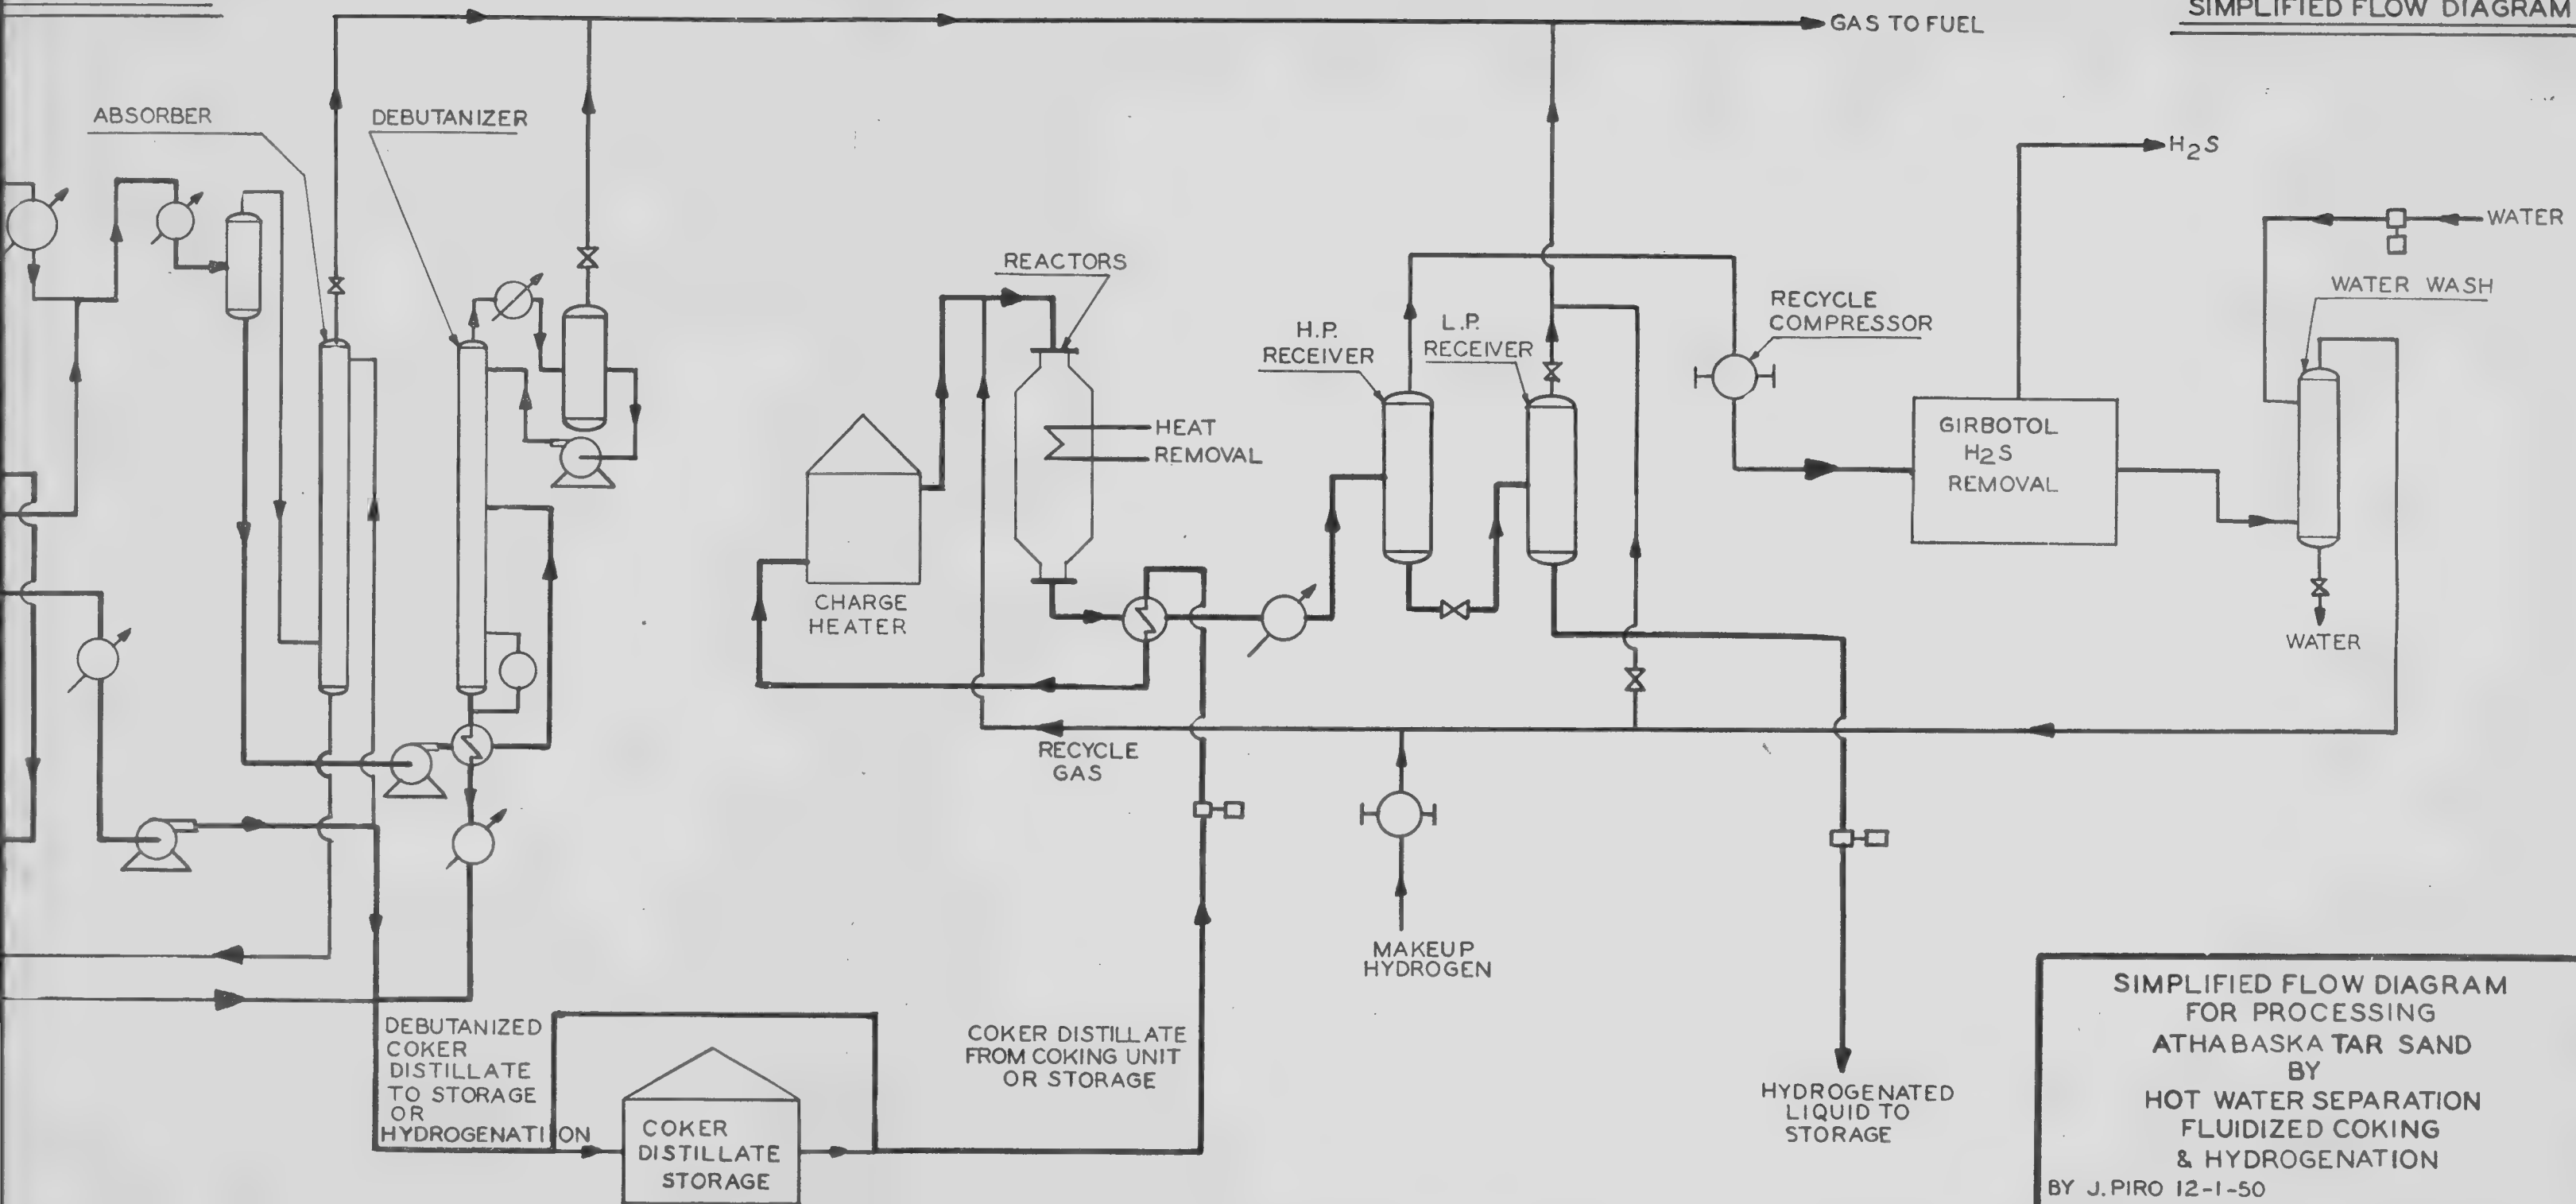 SIMPLIFIED FLOW DIAGRAM
GAS TO FUEL
ABSORBER
DEBUTANIZER
H2S
WATER
REACTORS
WATER WASH
RECYCLE
COMPRESSOR
H.P.
RECEIVER
L.P.
RECEIVER
HEAT
REMOVAL
GIRBOTOL
H2S
REMOVAL
CHARGE
HEATER
WATER
RECYCLE
GAS
MAKEUP
HYDROGEN
DEBUTANIZED
COKER
DISTILLATE
TO STORAGE
OR
HYDROGENATION
COKER DISTILLATE
FROM COKING UNIT
OR STORAGE
COKER
DISTILLATE
STORAGE
HYDROGENATED
LIQUID TO
STORAGE
SIMPLIFIED FLOW DIAGRAM
FOR PROCESSING
ATHABASKA TAR SAND
BY
HOT WATER SEPARATION
FLUIDIZED COKING
& HYDROGENATION
BY J. PIRO 12-1-50